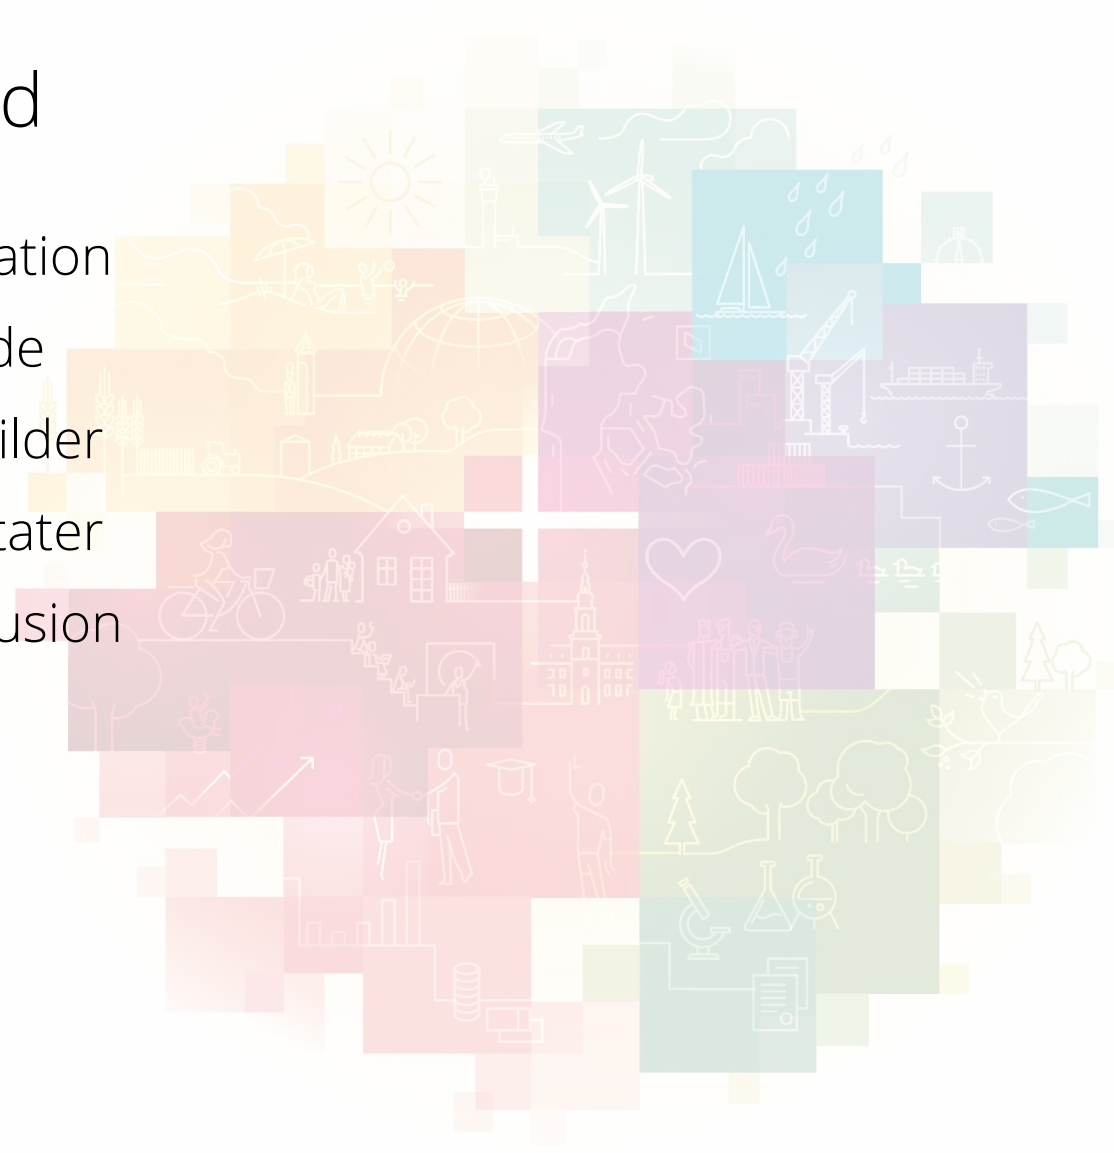 d
ation
de
ilder
tater
usion